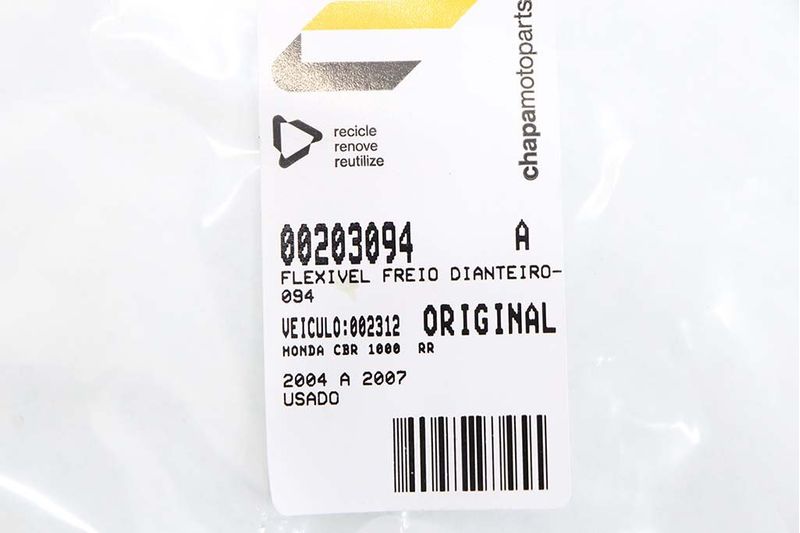 chapamotoparts
recicle
renove
reutilize
00203094 A
FLEXIVEL FREIO DIANTEIRO-
094
VEICULO:002312 ORIGINAL
HONDA CBR 1000 RR
2004 A 2007
USADO